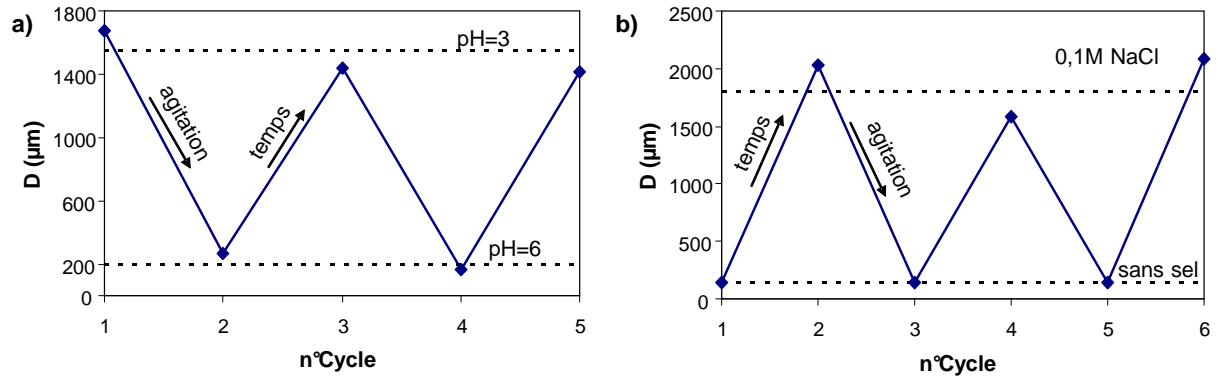 a)
D (µm)
1800
1400
1000
600
200
0
pH=3
agitation
temps
pH=6
1 2 3 4 5
n°Cycle
b)
D (µm)
2500
2000
1500
1000
500
0
0,1M NaCl
temps
agitation
sans sel
1 2 3 4 5 6
n°Cycle